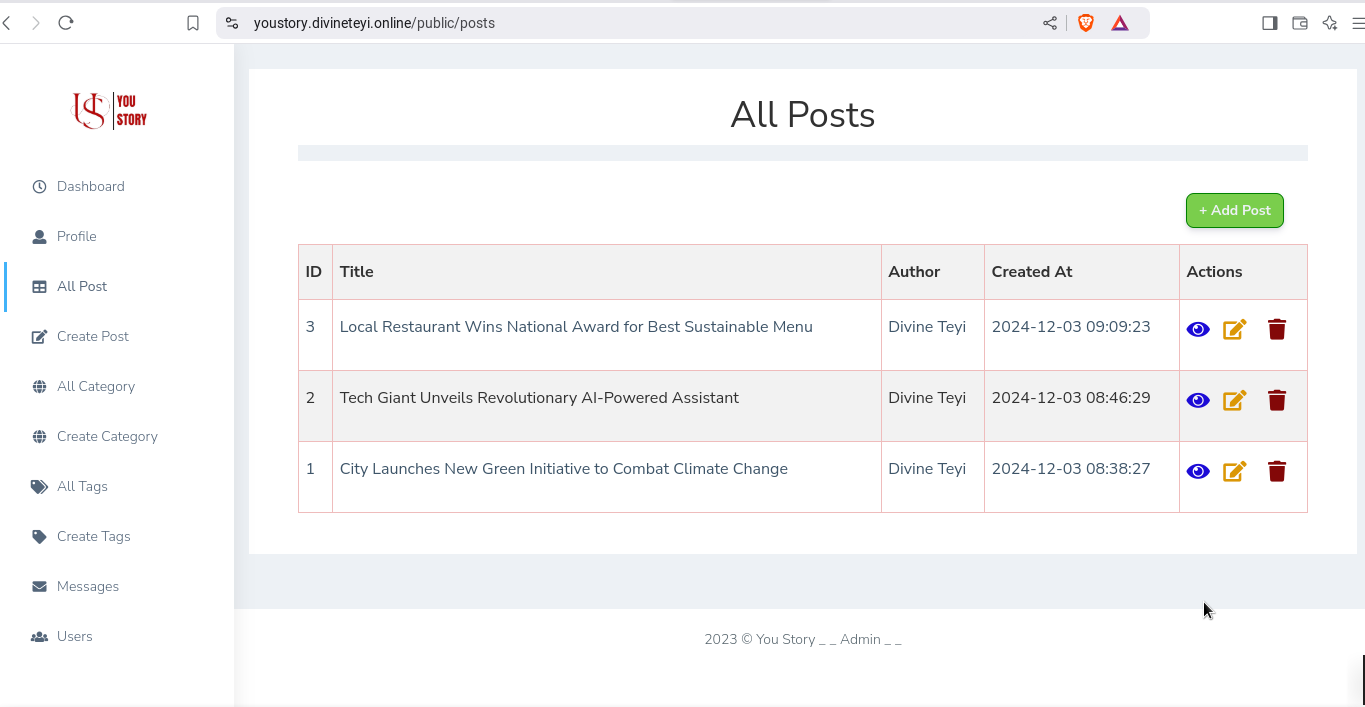 youstory.divineteyi.online/public/posts
US YOU STORY
Dashboard
Profile
All Post
Create Post
All Category
Create Category
All Tags
Create Tags
Messages
Users
All Posts
+ Add Post
ID Title Author Created At Actions
3 Local Restaurant Wins National Award for Best Sustainable Menu Divine Teyi 2024-12-03 09:09:23
2 Tech Giant Unveils Revolutionary AI-Powered Assistant Divine Teyi 2024-12-03 08:46:29
1 City Launches New Green Initiative to Combat Climate Change Divine Teyi 2024-12-03 08:38:27
2023 © You Story _ _ Admin _ _